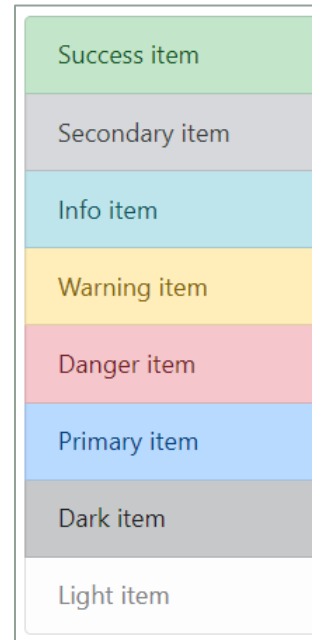 Success item
Secondary item
Info item
Warning item
Danger item
Primary item
Dark item
Light item